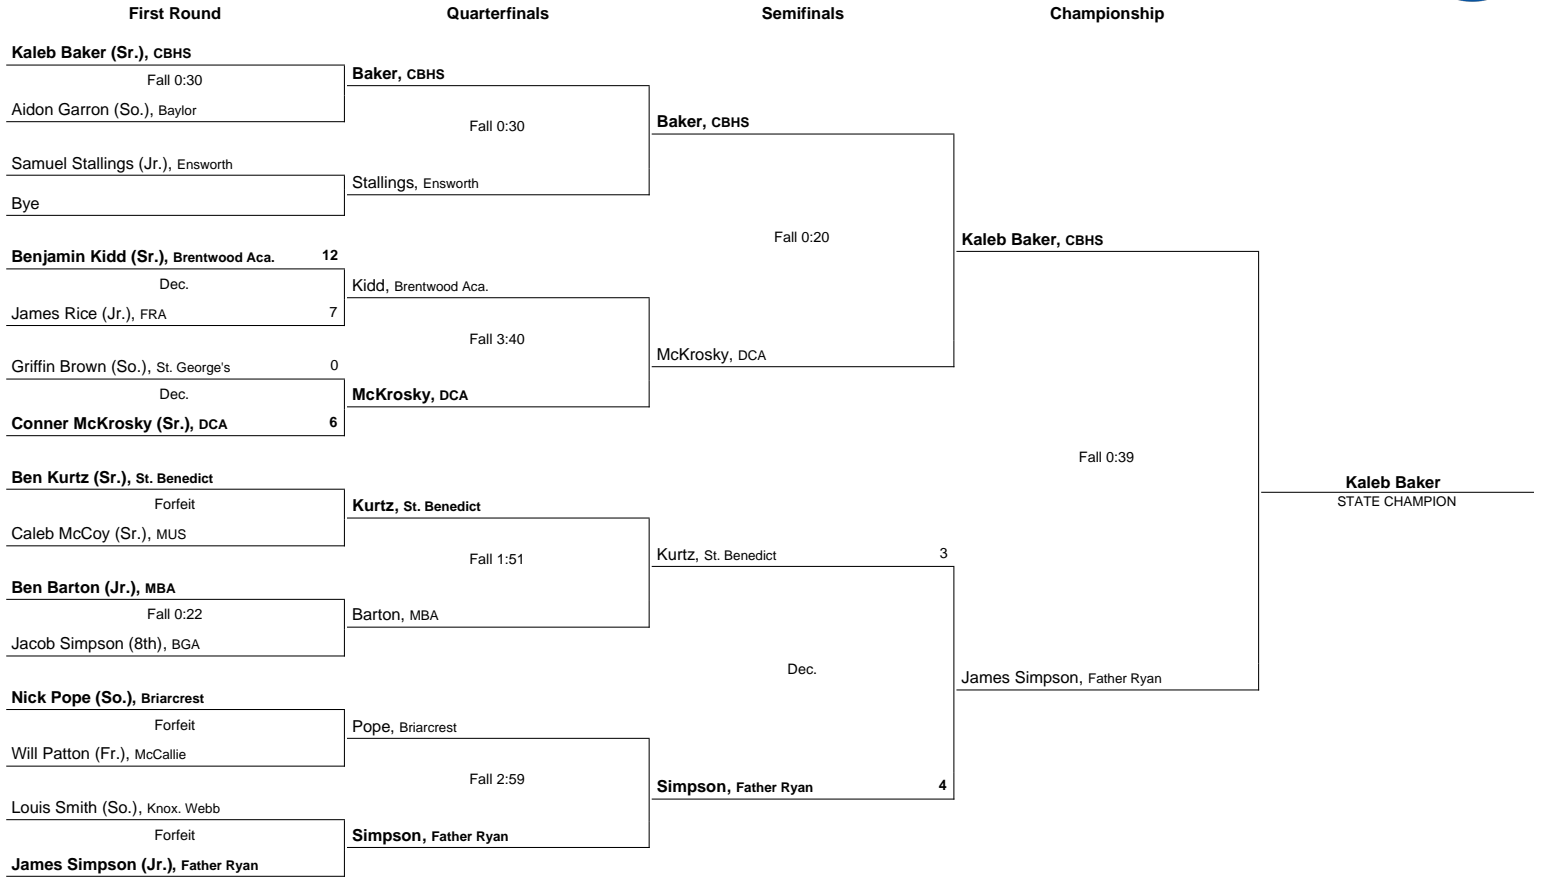 First Round Quarterfinals Semifinals Championship
Kaleb Baker (Sr.), CBHS
Fall 0:30
Aidon Garron (So.), Baylor
Samuel Stallings (Jr.), Ensworth
Bye
Benjamin Kidd (Sr.), Brentwood Aca. 12
Dec.
James Rice (Jr.), FRA 7
Griffin Brown (So.), St. George's 0
Dec.
Conner McKrosky (Sr.), DCA 6
Ben Kurtz (Sr.), St. Benedict
Forfeit
Caleb McCoy (Sr.), MUS
Ben Barton (Jr.), MBA
Fall 0:22
Jacob Simpson (8th), BGA
Nick Pope (So.), Briarcrest
Forfeit
Will Patton (Fr.), McCallie
Louis Smith (So.), Knox. Webb
Forfeit
James Simpson (Jr.), Father Ryan
Baker, CBHS
Fall 0:30
Stallings, Ensworth
Kidd, Brentwood Aca.
Fall 3:40
McKrosky, DCA
Kurtz, St. Benedict
Fall 1:51
Barton, MBA
Pope, Briarcrest
Fall 2:59
Simpson, Father Ryan
Baker, CBHS
Fall 0:20
McKrosky, DCA
Kurtz, St. Benedict 3
Dec.
Simpson, Father Ryan 4
Kaleb Baker, CBHS
Fall 0:39
James Simpson, Father Ryan
Kaleb Baker
STATE CHAMPION